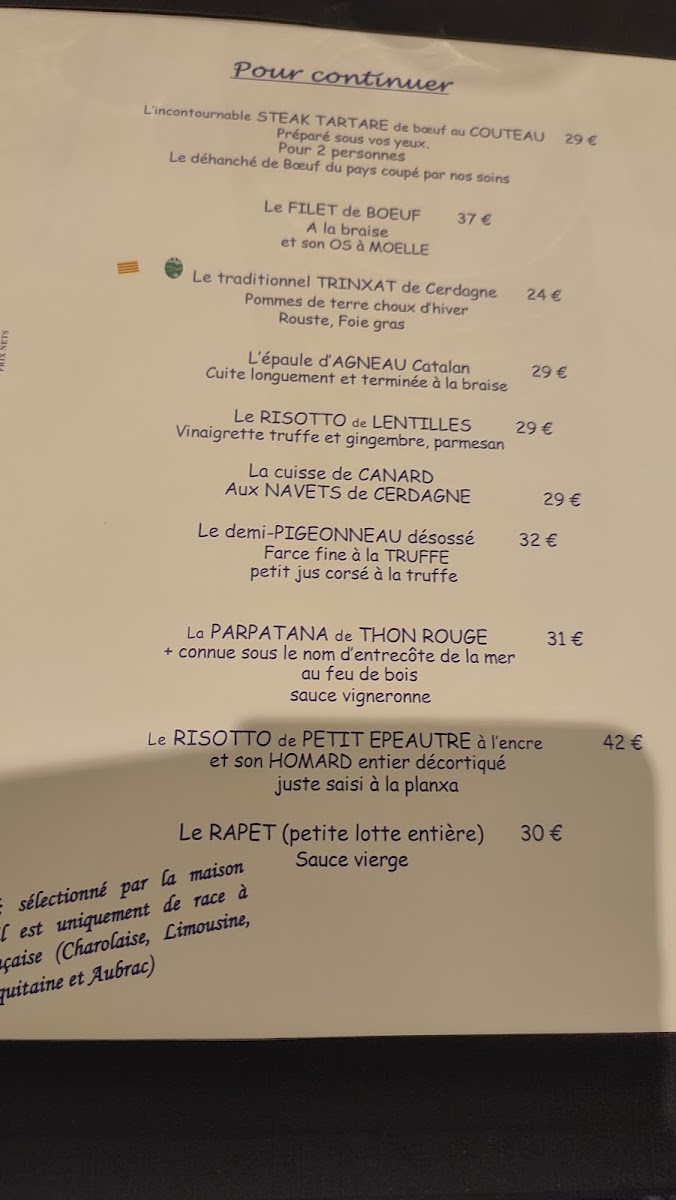 Pour continuer
L'incontournable STEAK TARTARE de bœuf au COUTEAU 29 €
Préparé sous vos yeux.
Pour 2 personnes
Le déhanché de Bœuf du pays coupé par nos soins
Le FILET de BOEUF 37 €
A la braise
et son OS à MOELLE
Le traditionnel TRINXAT de Cerdagne 24 €
Pommes de terre choux d'hiver
Rouste, Foie gras
L'épaule d'AGNEAU Catalan 29 €
Cuite longuement et terminée à la braise
Le RISOTTO de LENTILLES 29 €
Vinaigrette truffe et gingembre, parmesan
La cuisse de CANARD
Aux NAVETS de CERDAGNE 29 €
Le demi-PIGEONNEAU désossé 32 €
Farce fine à la TRUFFE
petit jus corsé à la truffe
La PARPATANA de THON ROUGE 31 €
+ connue sous le nom d'entrecôte de la mer
au feu de bois
sauce vigneronne
Le RISOTTO de PETIT EPEAUTRE à l'encre 42 €
et son HOMARD entier décortiqué
juste saisi à la planxa
Le RAPET (petite lotte entière) 30 €
Sauce vierge
sélectionné par la maison
est uniquement de race à
(Charolaise, Limousine,
et Aubrac)
PRIX NETS